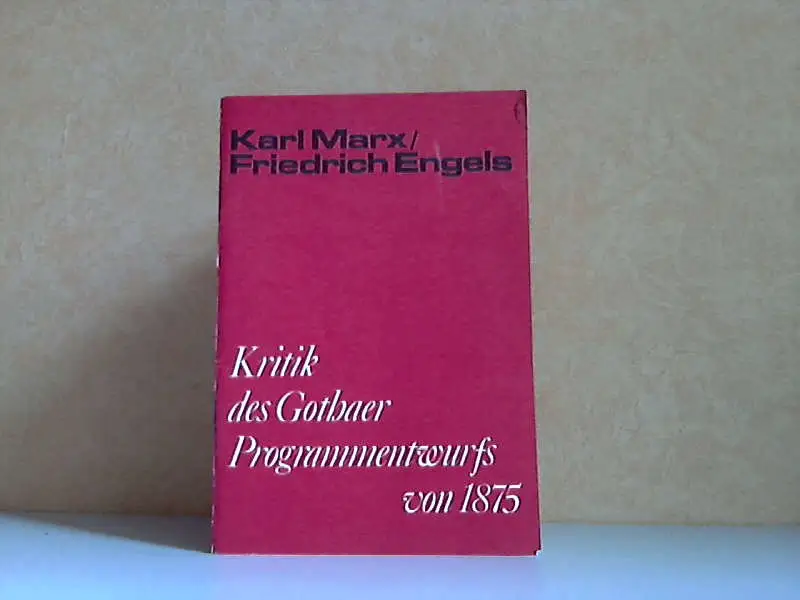 Karl Marx/
Friedrich Engels
Kritik
des Gothaer
Programmentwurfs
von 1875